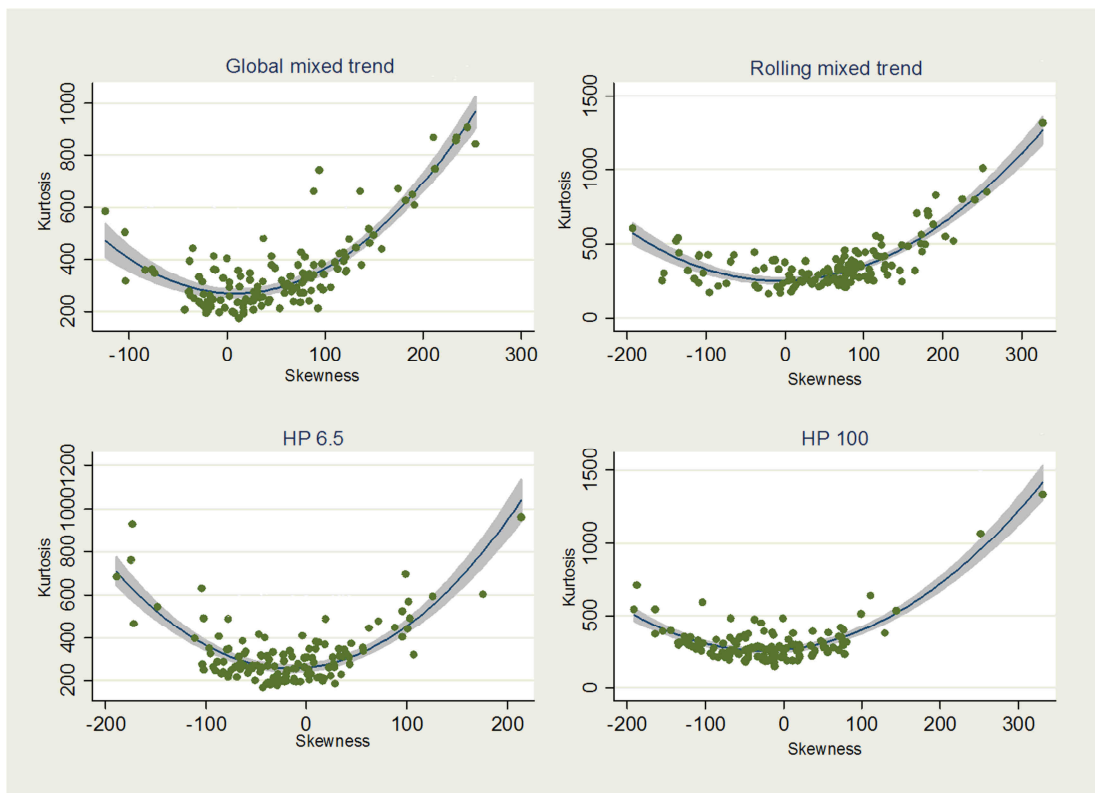 Global mixed trend
Kurtosis
200 400 600 800 1000
-100 0 100 200 300
Skewness
Rolling mixed trend
Kurtosis
0 500 1000 1500
-200 -100 0 100 200 300
Skewness
HP 6.5
Kurtosis
200 400 600 800 1000 1200
-200 -100 0 100 200
Skewness
HP 100
Kurtosis
0 500 1000 1500
-200 -100 0 100 200 300
Skewness